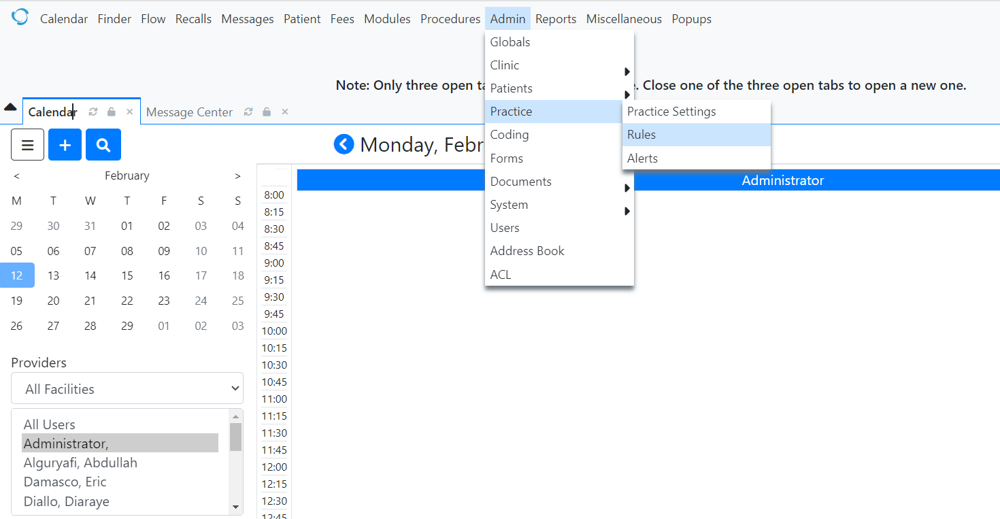 Calendar Finder Flow Recalls Messages Patient Fees Modules Procedures Admin Reports Miscellaneous Popups
Globals
Clinic
Patients
Practice
Coding
Forms
Documents
System
Users
Address Book
ACL
Practice Settings
Rules
Alerts
Note: Only three open . Close one of the three open tabs to open a new one.
Calendar Message Center
Monday,
< February >
M T W T F S S
29 30 31 01 02 03 04
05 06 07 08 09 10 11
12 13 14 15 16 17 18
19 20 21 22 23 24 25
26 27 28 29 01 02 03
Providers
All Facilities
All Users
Administrator,
Alguryafi, Abdullah
Damasco, Eric
Diallo, Diaraye
Administrator
8:00
8:15
8:30
8:45
9:00
9:15
9:30
9:45
10:00
10:15
10:30
10:45
11:00
11:15
11:30
11:45
12:00
12:15
12:30
12:45